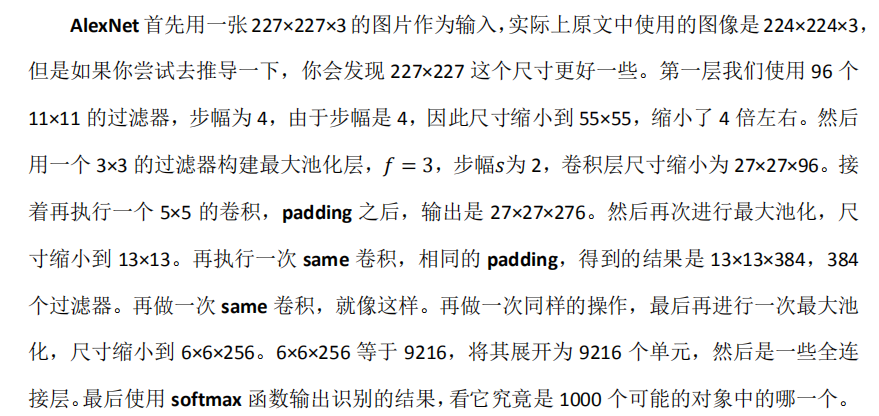 AlexNet 首先用一张 227×227×3 的图片作为输入，实际上原文中使用的图像是 224×224×3，
但是如果你尝试去推导一下，你会发现 227×227 这个尺寸更好一些。第一层我们使用 96 个
11×11 的过滤器，步幅为 4，由于步幅是 4，因此尺寸缩小到 55×55，缩小了 4 倍左右。然后
用一个 3×3 的过滤器构建最大池化层，f = 3，步幅s为 2，卷积层尺寸缩小为 27×27×96。接
着再执行一个 5×5 的卷积，padding 之后，输出是 27×27×276。然后再次进行最大池化，尺
寸缩小到 13×13。再执行一次 same 卷积，相同的 padding，得到的结果是 13×13×384，384
个过滤器。再做一次 same 卷积，就像这样。再做一次同样的操作，最后再进行一次最大池
化，尺寸缩小到 6×6×256。6×6×256 等于 9216，将其展开为 9216 个单元，然后是一些全连
接层。最后使用 softmax 函数输出识别的结果，看它究竟是 1000 个可能的对象中的哪一个。